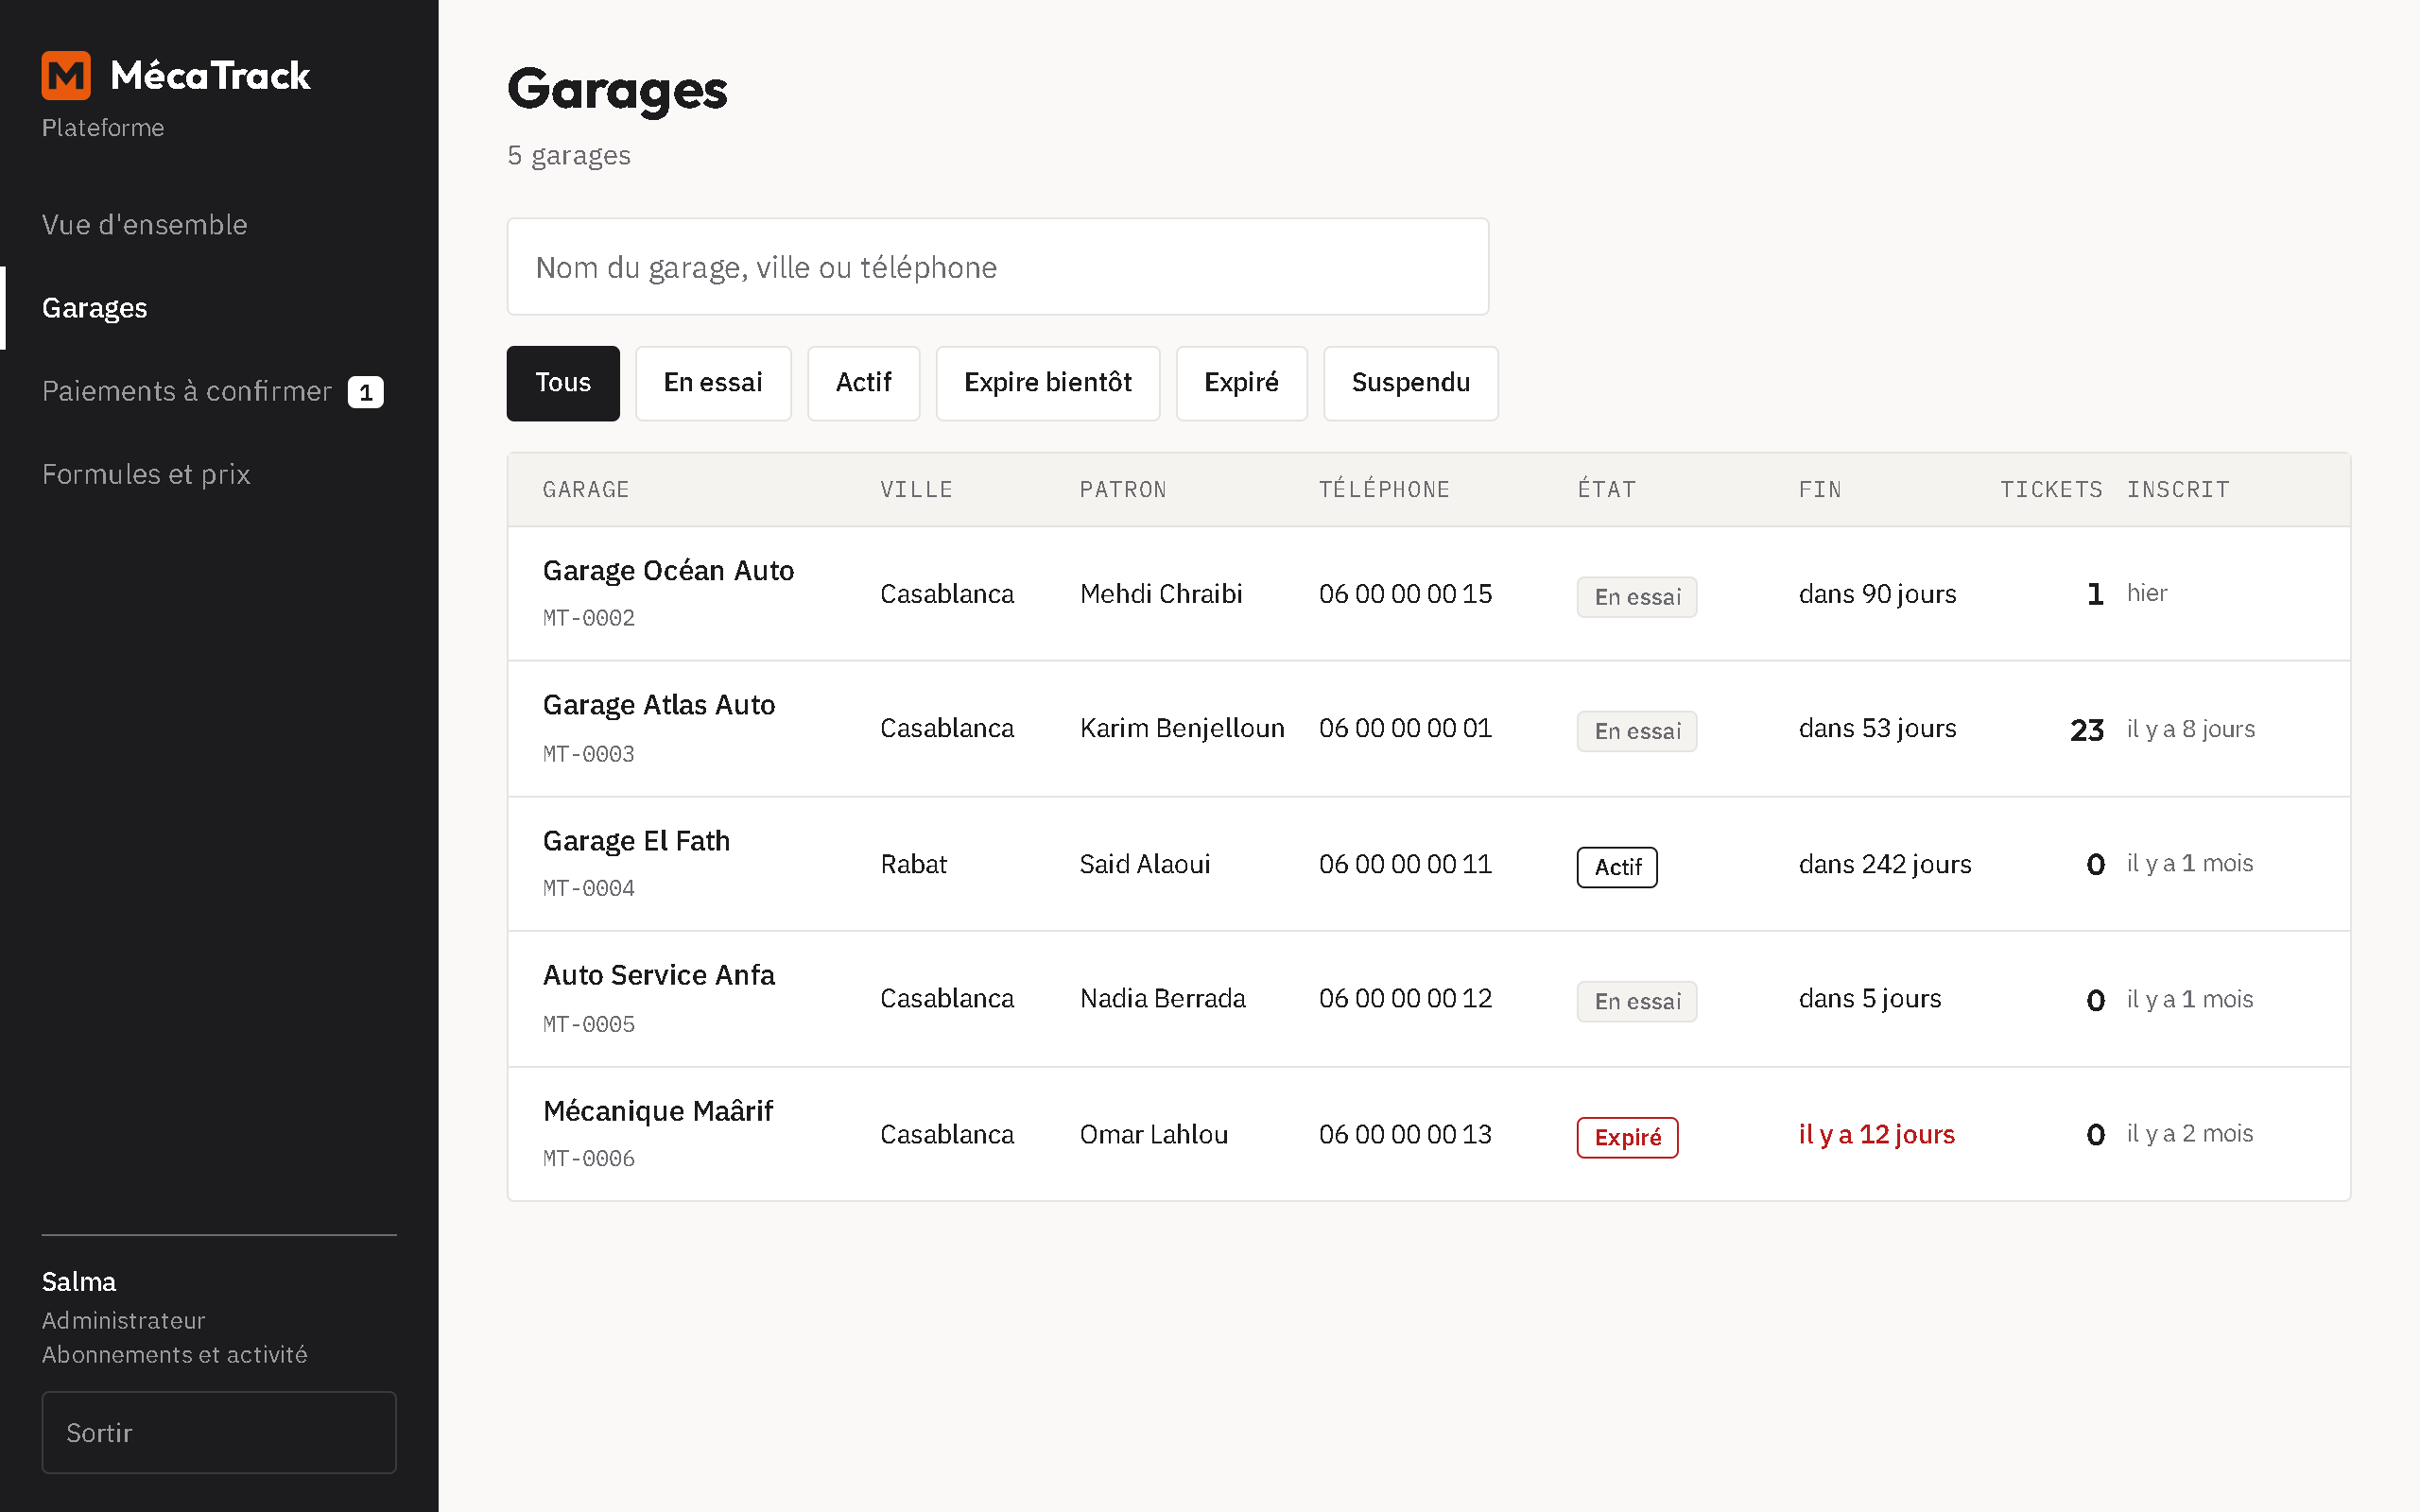 MécaTrack
Plateforme
Vue d'ensemble
Garages
Paiements à confirmer 1
Formules et prix
Salma
Administrateur
Abonnements et activité
Sortir
Garages
5 garages
Nom du garage, ville ou téléphone
Tous En essai Actif Expire bientôt Expiré Suspendu
GARAGE VILLE PATRON TÉLÉPHONE ÉTAT FIN TICKETS INSCRIT
Garage Océan Auto
MT-0002
Casablanca Mehdi Chraibi 06 00 00 00 15 En essai dans 90 jours 1 hier
Garage Atlas Auto
MT-0003
Casablanca Karim Benjelloun 06 00 00 00 01 En essai dans 53 jours 23 il y a 8 jours
Garage El Fath
MT-0004
Rabat Said Alaoui 06 00 00 00 11 Actif dans 242 jours 0 il y a 1 mois
Auto Service Anfa
MT-0005
Casablanca Nadia Berrada 06 00 00 00 12 En essai dans 5 jours 0 il y a 1 mois
Mécanique Maârif
MT-0006
Casablanca Omar Lahlou 06 00 00 00 13 Expiré il y a 12 jours 0 il y a 2 mois